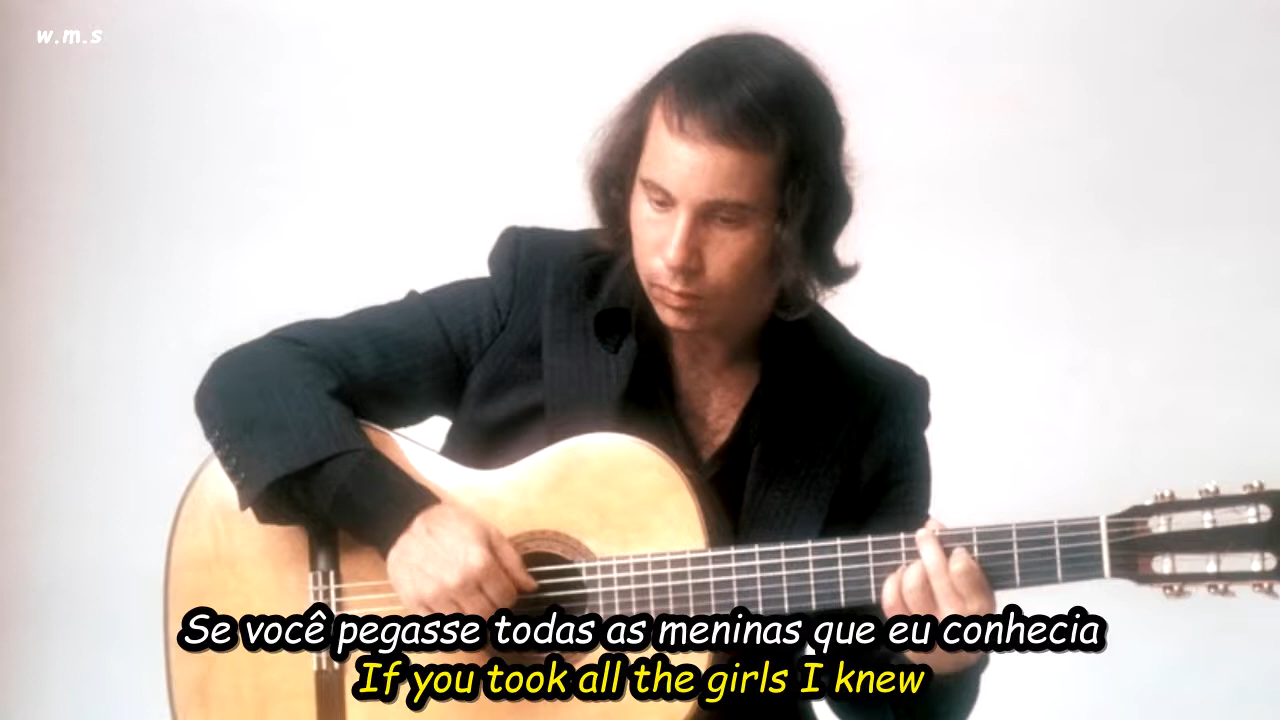 w.m.s
Se você pegasse todas as meninas que eu conhecia
If you took all the girls I knew